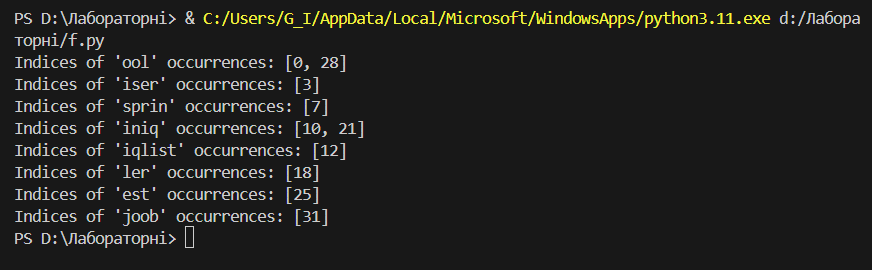 PS D:\Лабораторні> & C:/Users/G_I/AppData/Local/Microsoft/WindowsApps/python3.11.exe d:/Лабора
торні/f.py
Indices of 'ool' occurrences: [0, 28]
Indices of 'iser' occurrences: [3]
Indices of 'sprin' occurrences: [7]
Indices of 'iniq' occurrences: [10, 21]
Indices of 'iqlist' occurrences: [12]
Indices of 'ler' occurrences: [18]
Indices of 'est' occurrences: [25]
Indices of 'joob' occurrences: [31]
PS D:\Лабораторні>